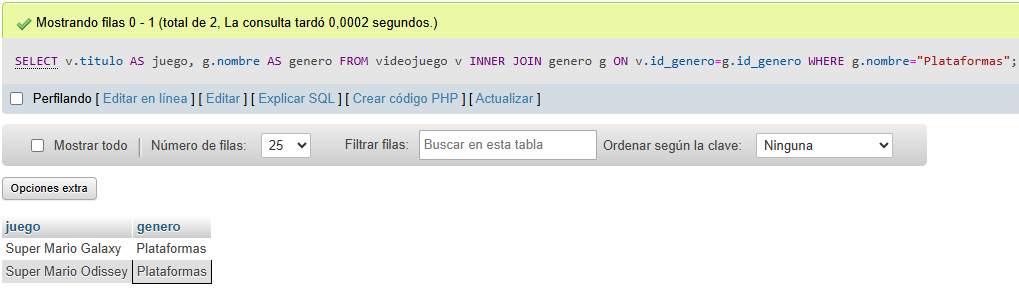 Mostrando filas 0 - 1 (total de 2, La consulta tardó 0,0002 segundos.)
SELECT v.titulo AS juego, g.nombre AS genero FROM videojuego v INNER JOIN genero g ON v.id_genero=g.id_genero WHERE g.nombre="Plataformas";
Perfilando [ Editar en línea ] [ Editar ] [ Explicar SQL ] [ Crear código PHP ] [ Actualizar ]
Mostrar todo | Número de filas: 25 Filtrar filas: Buscar en esta tabla Ordenar según la clave: Ninguna
Opciones extra
juego genero
Super Mario Galaxy Plataformas
Super Mario Odissey Plataformas